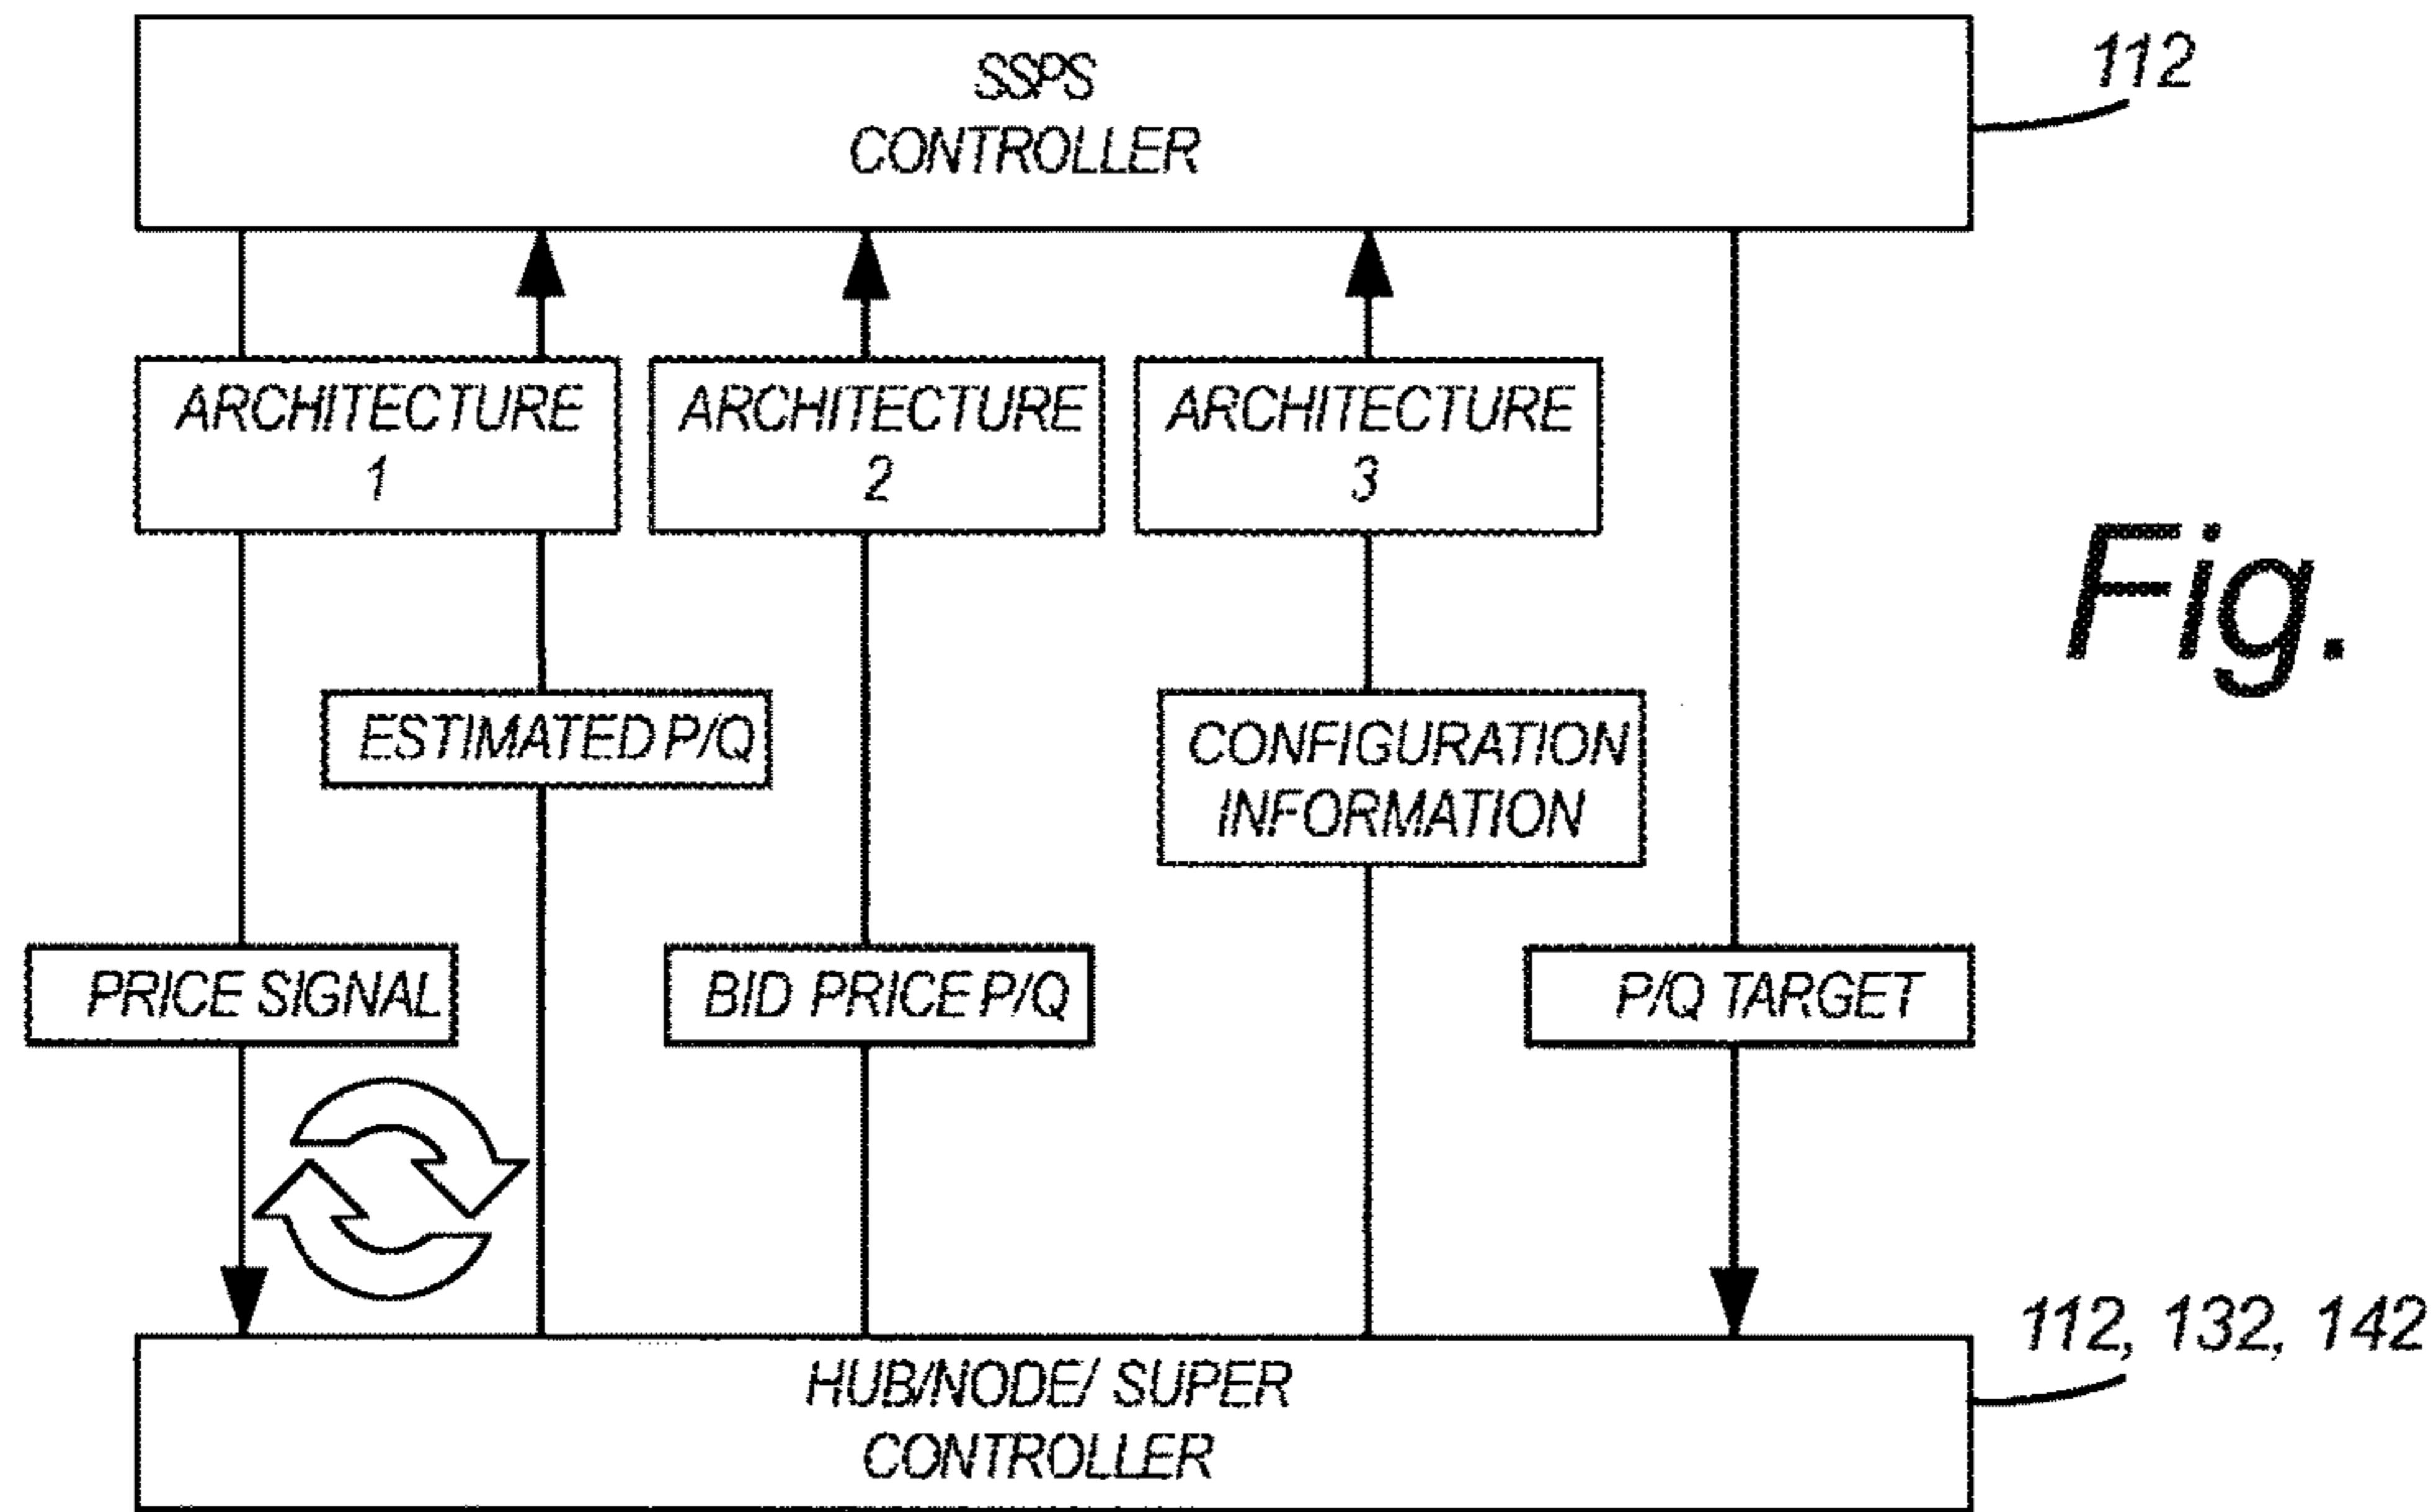 SSPS
CONTROLLER
112
ARCHITECTURE
1
ARCHITECTURE
2
ARCHITECTURE
3
Fig.
ESTIMATED P/Q
CONFIGURATION
INFORMATION
PRICE SIGNAL
BID PRICE P/Q
P/Q TARGET
112, 132, 142
HUB/NODE/ SUPER
CONTROLLER